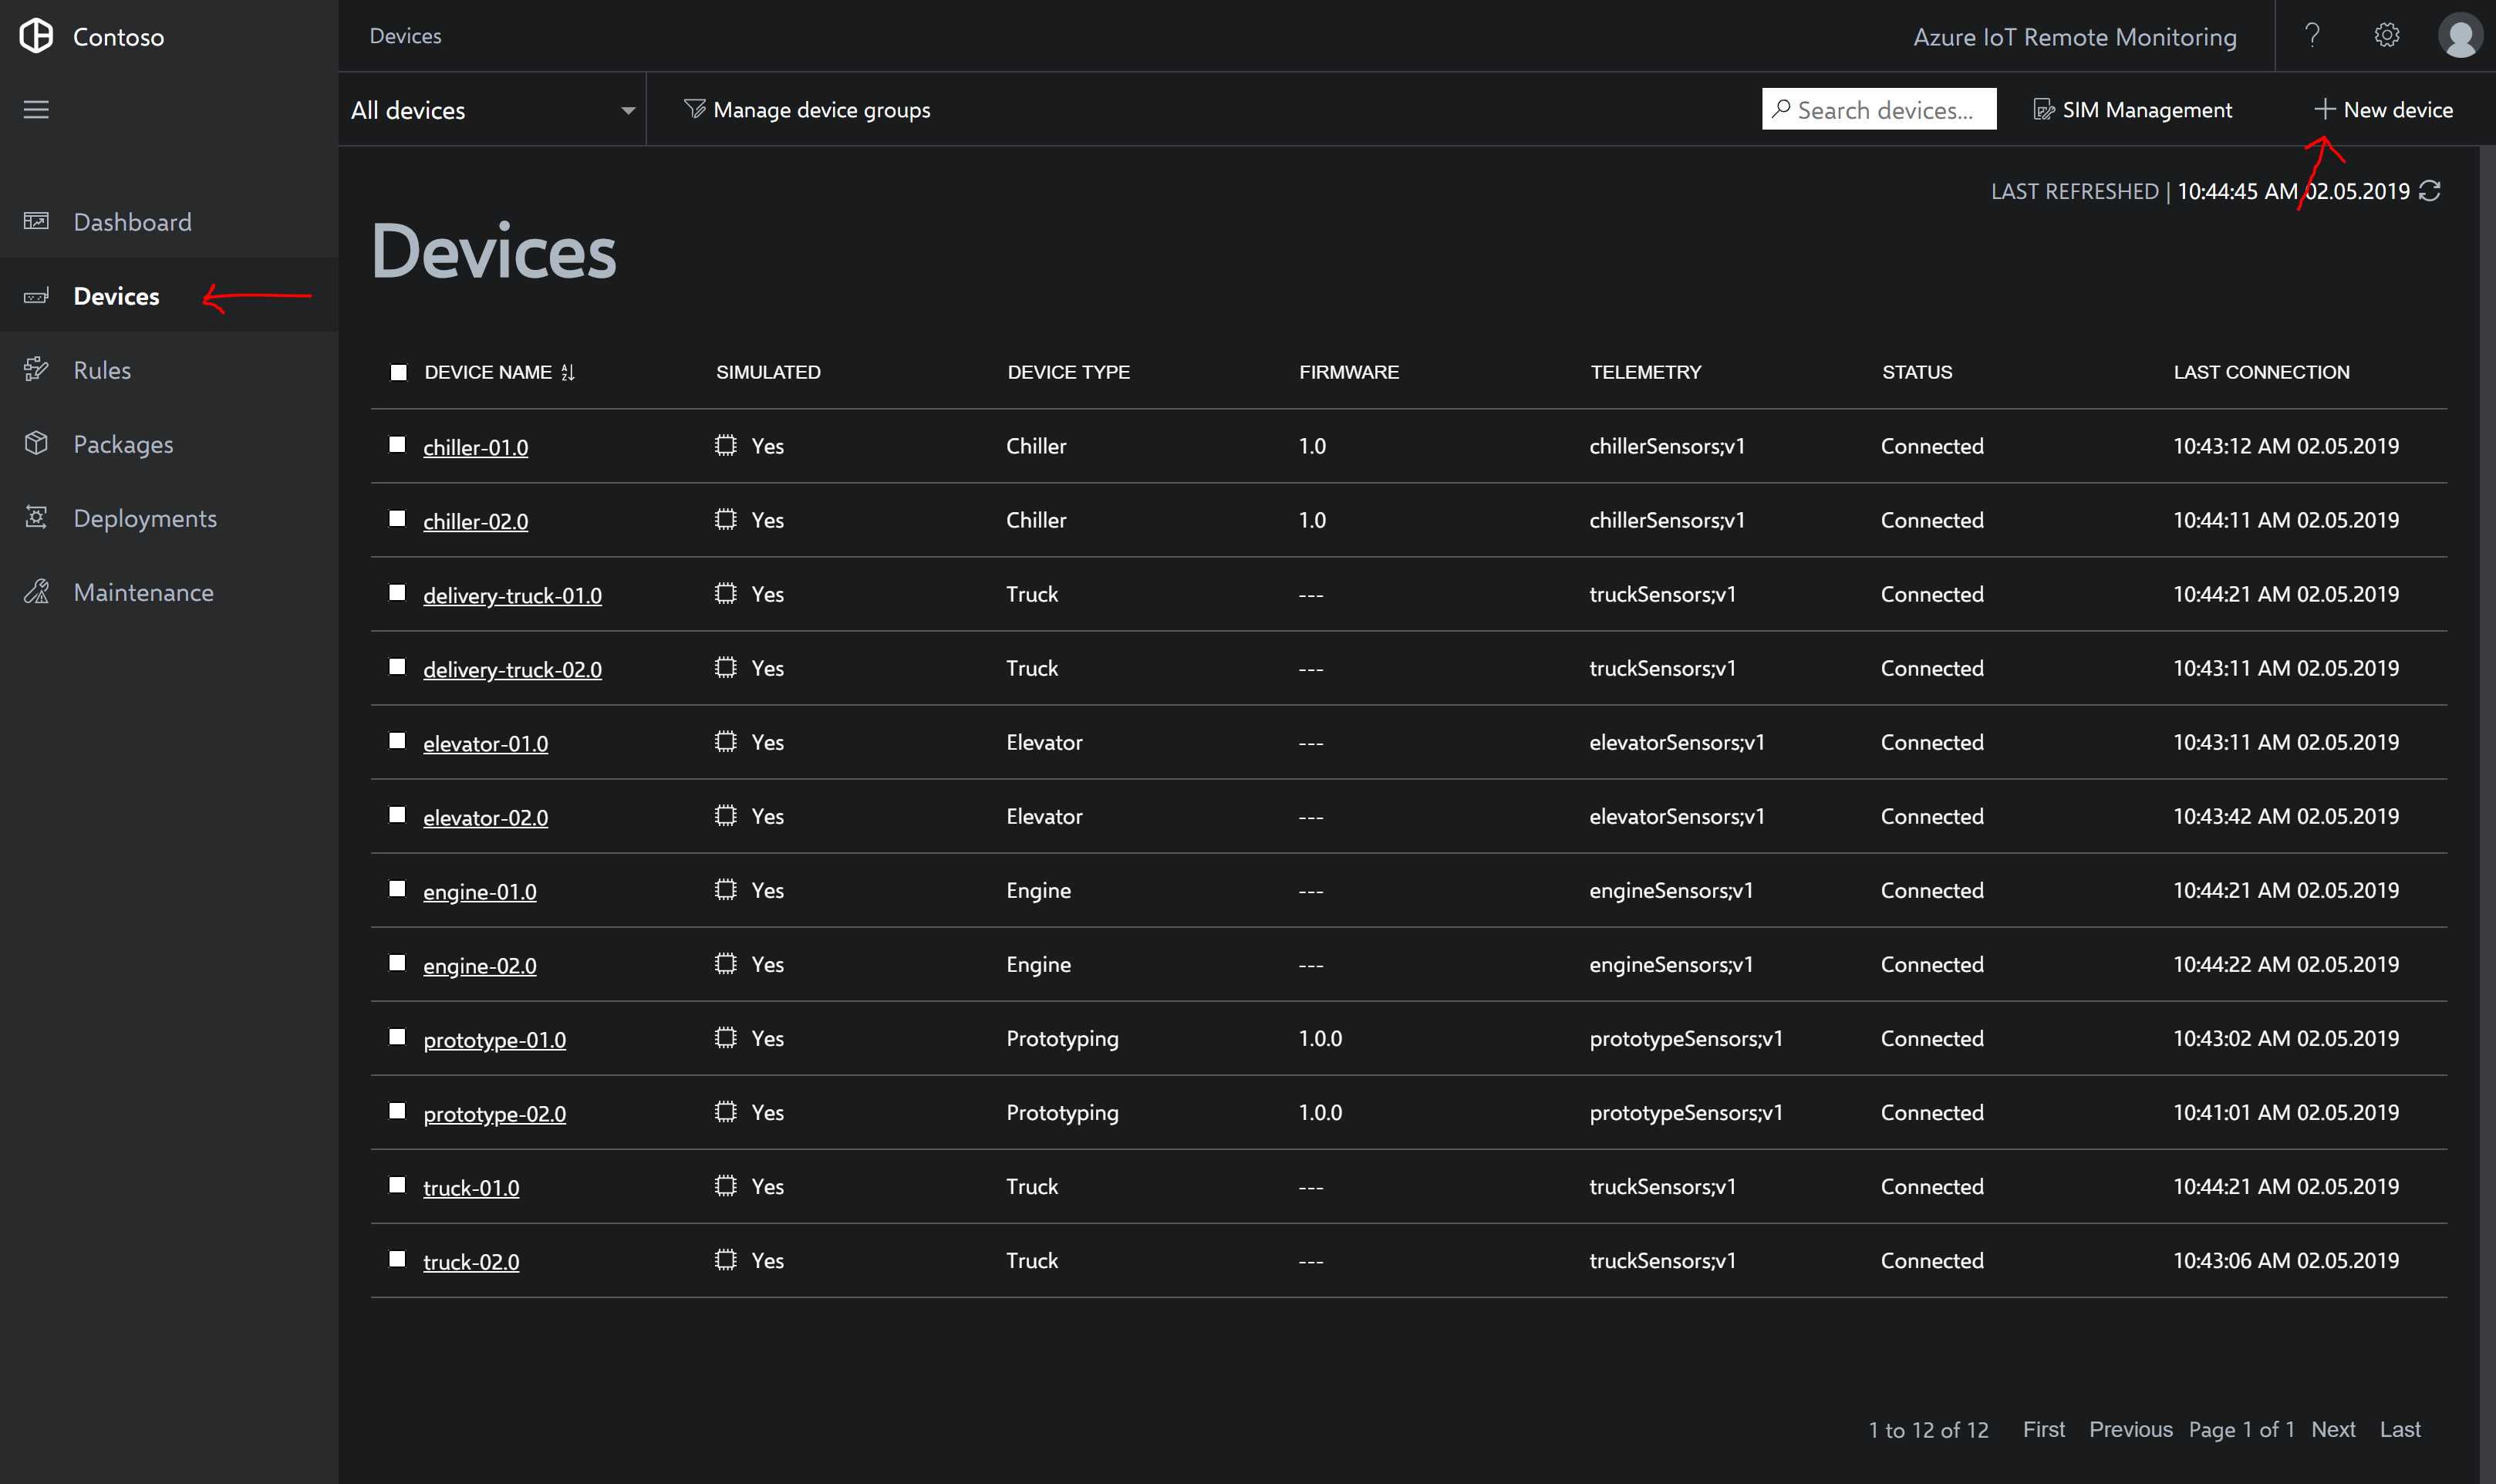 Contoso
Devices
Azure IoT Remote Monitoring
All devices
Manage device groups
Search devices...
SIM Management
New device
LAST REFRESHED | 10:44:45 AM 02.05.2019
Dashboard
Devices
Rules
Packages
Deployments
Maintenance
Devices
DEVICE NAME SIMULATED DEVICE TYPE FIRMWARE TELEMETRY STATUS LAST CONNECTION
chiller-01.0 Yes Chiller 1.0 chillerSensors;v1 Connected 10:43:12 AM 02.05.2019
chiller-02.0 Yes Chiller 1.0 chillerSensors;v1 Connected 10:44:11 AM 02.05.2019
delivery-truck-01.0 Yes Truck --- truckSensors;v1 Connected 10:44:21 AM 02.05.2019
delivery-truck-02.0 Yes Truck --- truckSensors;v1 Connected 10:43:11 AM 02.05.2019
elevator-01.0 Yes Elevator --- elevatorSensors;v1 Connected 10:43:11 AM 02.05.2019
elevator-02.0 Yes Elevator --- elevatorSensors;v1 Connected 10:43:42 AM 02.05.2019
engine-01.0 Yes Engine --- engineSensors;v1 Connected 10:44:21 AM 02.05.2019
engine-02.0 Yes Engine --- engineSensors;v1 Connected 10:44:22 AM 02.05.2019
prototype-01.0 Yes Prototyping 1.0.0 prototypeSensors;v1 Connected 10:43:02 AM 02.05.2019
prototype-02.0 Yes Prototyping 1.0.0 prototypeSensors;v1 Connected 10:41:01 AM 02.05.2019
truck-01.0 Yes Truck --- truckSensors;v1 Connected 10:44:21 AM 02.05.2019
truck-02.0 Yes Truck --- truckSensors;v1 Connected 10:43:06 AM 02.05.2019
1 to 12 of 12 First Previous Page 1 of 1 Next Last